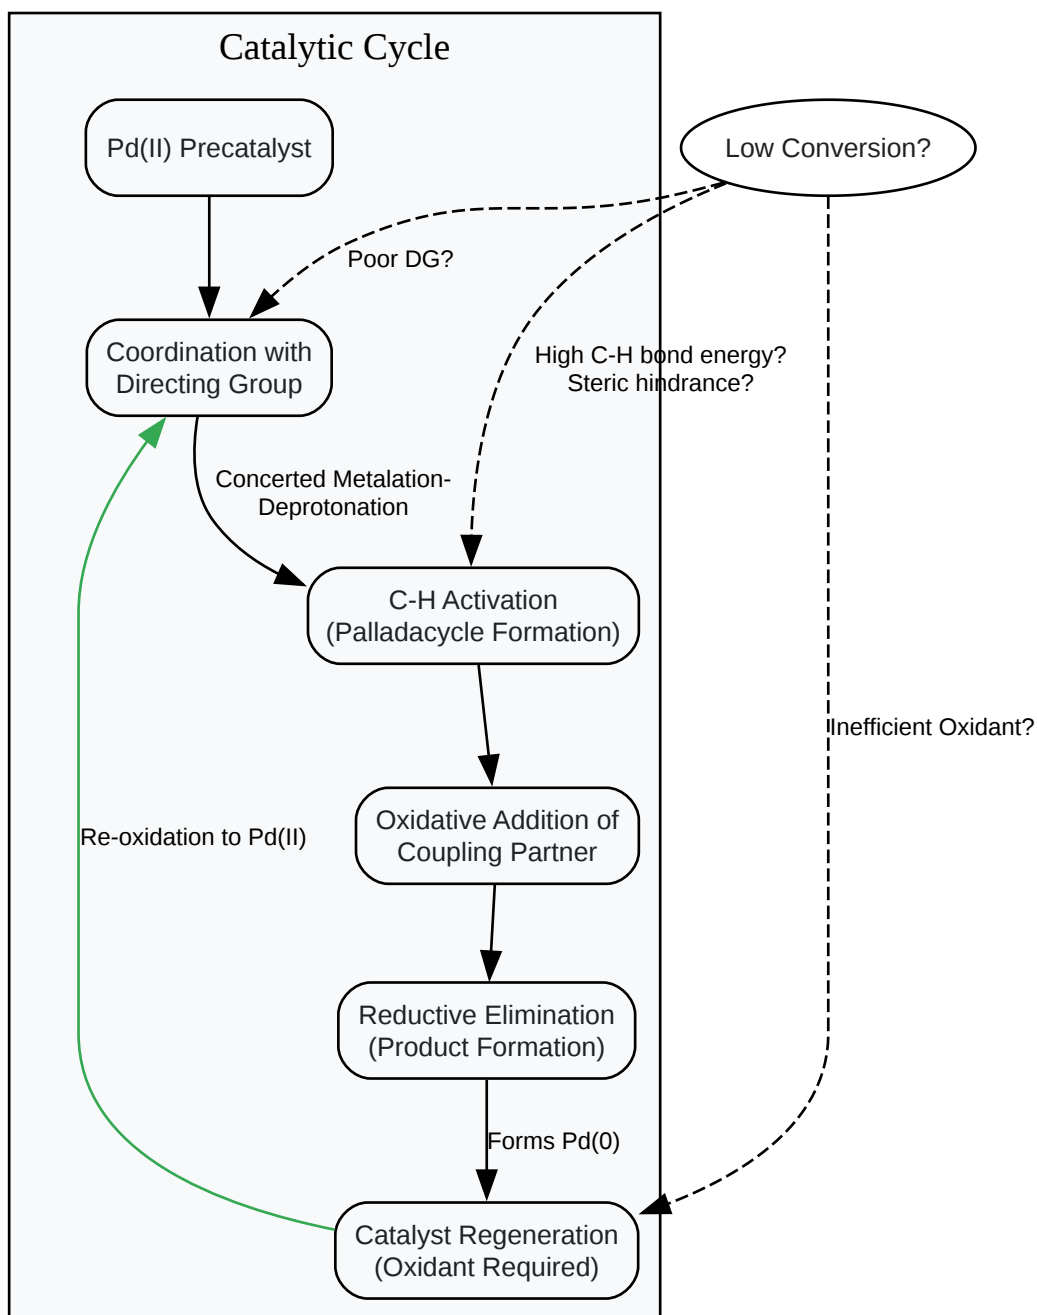 Catalytic Cycle
Pd(II) Precatalyst
Low Conversion?
Poor DG?
Coordination with
Directing Group
High C-H bond energy?
Steric hindrance?
Concerted Metalation-
Deprotonation
C-H Activation
(Palladacycle Formation)
Inefficient Oxidant?
Oxidative Addition of
Coupling Partner
Re-oxidation to Pd(II)
Reductive Elimination
(Product Formation)
Forms Pd(0)
Catalyst Regeneration
(Oxidant Required)